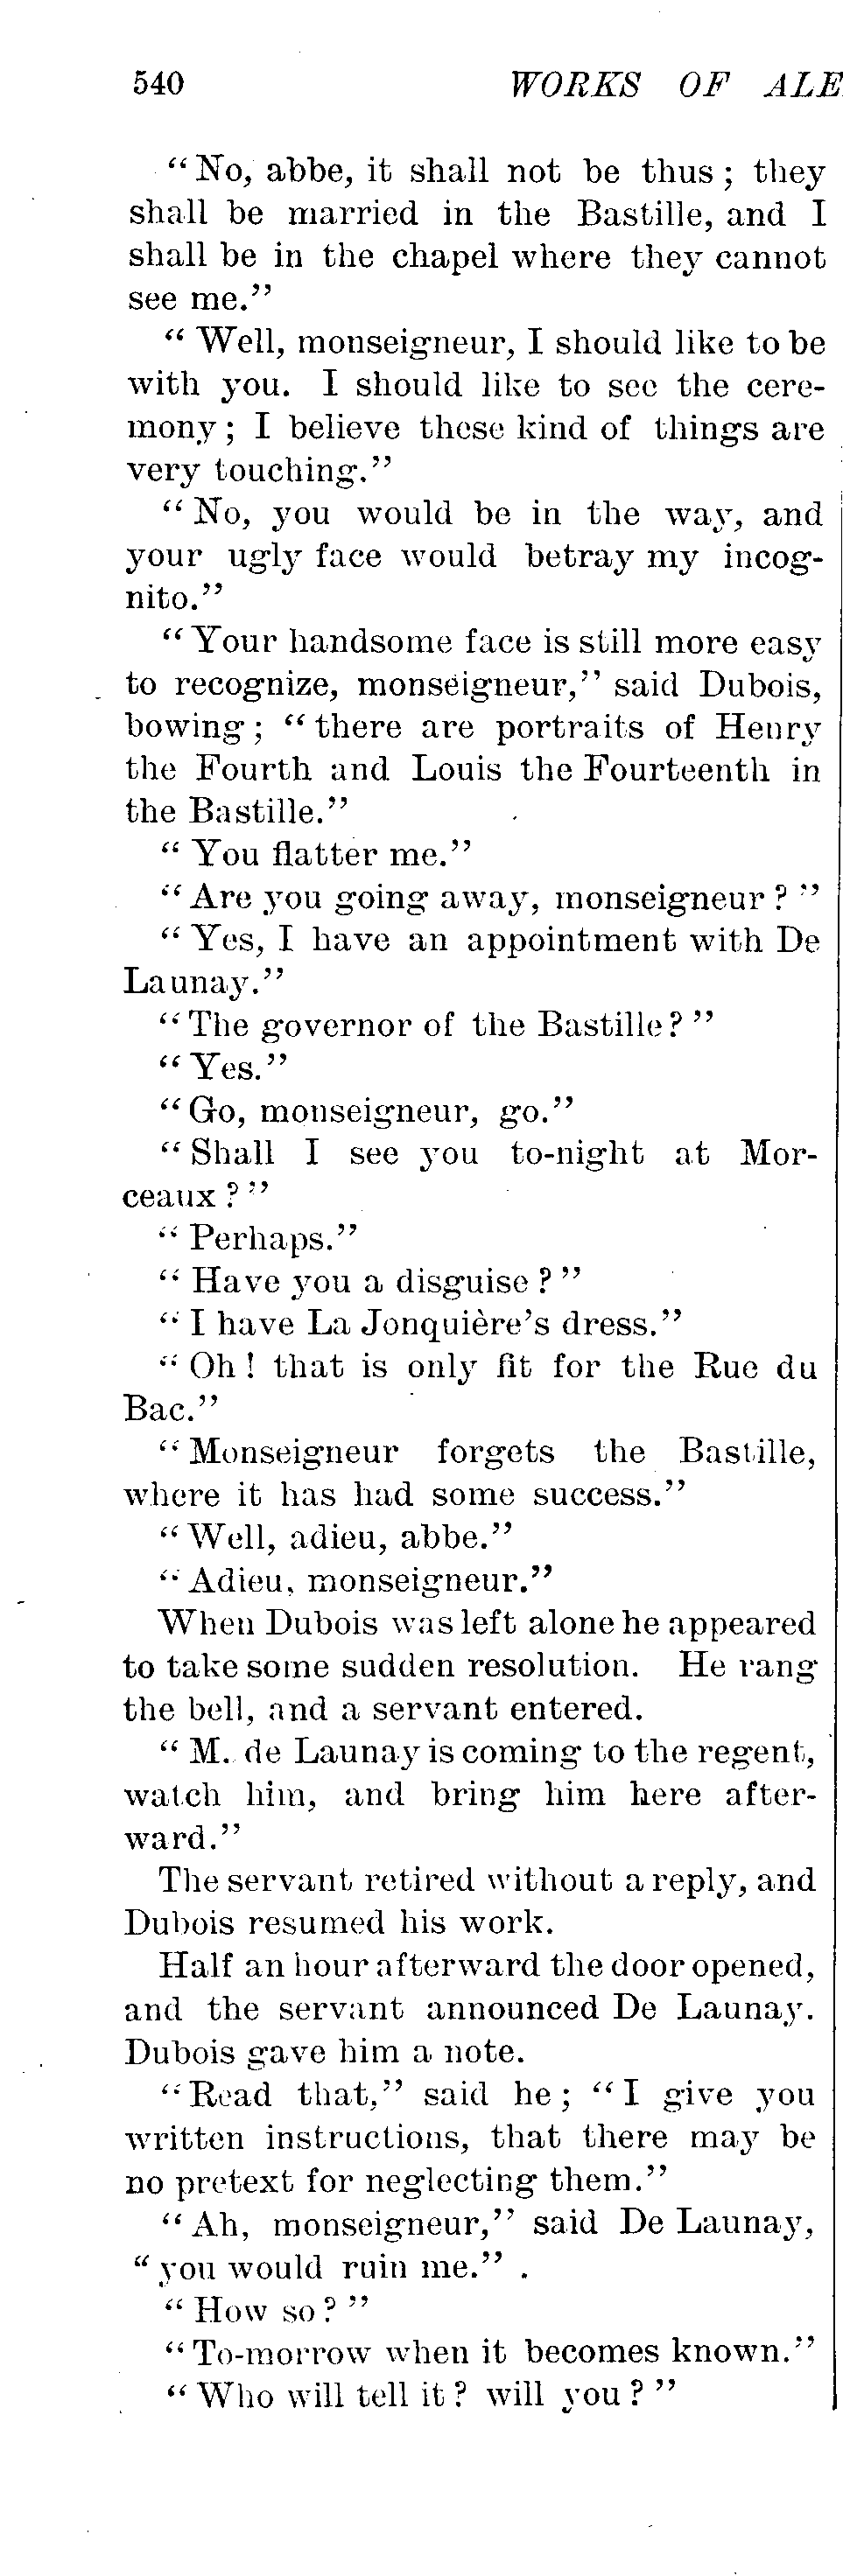 540 WORKS OF ALE
“No, abbe, it shall not be thus; they
shall be married in the Bastille, and I
shall be in the chapel where they cannot
see me.”
“Well, monseigneur, I should like to be
with you. I should like to see the cere-
mony; I believe these kind of things are
very touching.”
“No, you would be in the way, and
your ugly face would betray my incog-
nito.”
“Your handsome face is still more easy
to recognize, monseigneur,” said Dubois,
bowing; “there are portraits of Henry
the Fourth and Louis the Fourteenth in
the Bastille.”
“You flatter me.”
“Are you going away, monseigneur?”
“Yes, I have an appointment with De
Launay.”
“The governor of the Bastille?”
“Yes.”
“Go, monseigneur, go.”
“Shall I see you to-night at Mor-
ceaux?”
“Perhaps.”
“Have you a disguise?”
“I have La Jonquière’s dress.”
“Oh! that is only fit for the Rue du
Bac.”
“Monseigneur forgets the Bastille,
where it has had some success.”
“Well, adieu, abbe.”
“Adieu, monseigneur.”
When Dubois was left alone he appeared
to take some sudden resolution. He rang
the bell, and a servant entered.
“M. de Launay is coming to the regent,
watch him, and bring him here after-
ward.”
The servant retired without a reply, and
Dubois resumed his work.
Half an hour afterward the door opened,
and the servant announced De Launay.
Dubois gave him a note.
“Read that,” said he; “I give you
written instructions, that there may be
no pretext for neglecting them.”
“Ah, monseigneur,” said De Launay,
“you would ruin me.”
“How so?”
“To-morrow when it becomes known.”
“Who will tell it? will you?”